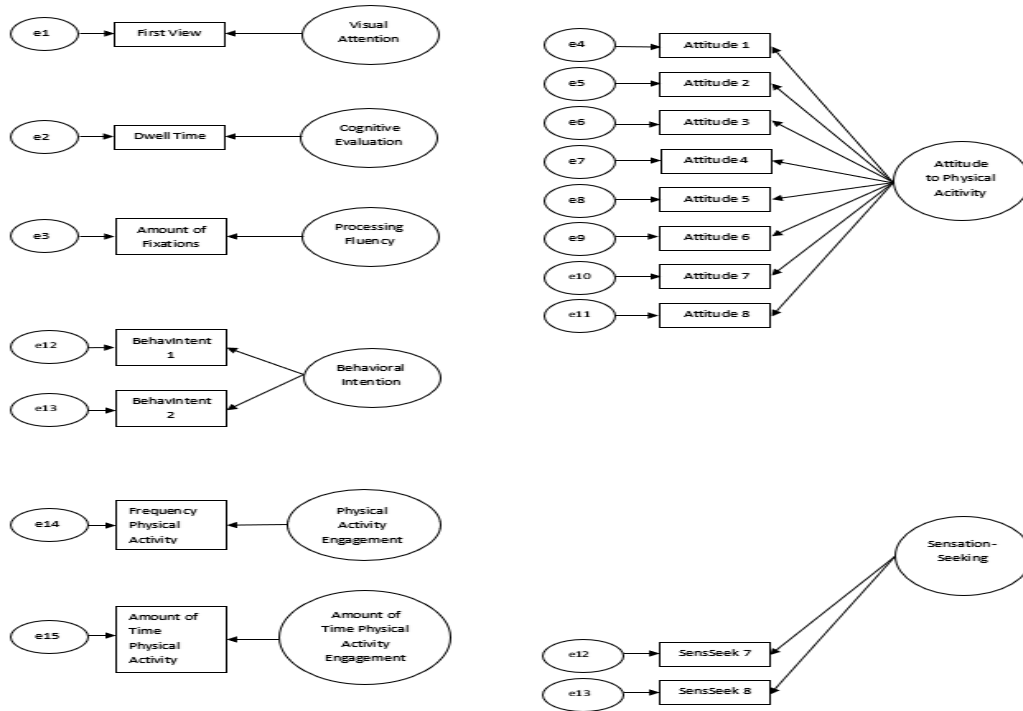 e1
First View
Visual
Attention
e2
Dwell Time
Cognitive
Evaluation
e3
Amount of
Fixations
Processing
Fluency
e12
BehavIntent
1
e13
BehavIntent
2
Behavioral
Intention
e14
Frequency
Physical
Activity
Physical
Activity
Engagement
e15
Amount of
Time
Physical
Activity
Amount of
Time Physical
Activity
Engagement
e4
Attitude 1
e5
Attitude 2
e6
Attitude 3
e7
Attitude 4
e8
Attitude 5
e9
Attitude 6
e10
Attitude 7
e11
Attitude 8
Attitude
to Physical
Acitivity
Sensation-
Seeking
e12
SensSeek 7
e13
SensSeek 8